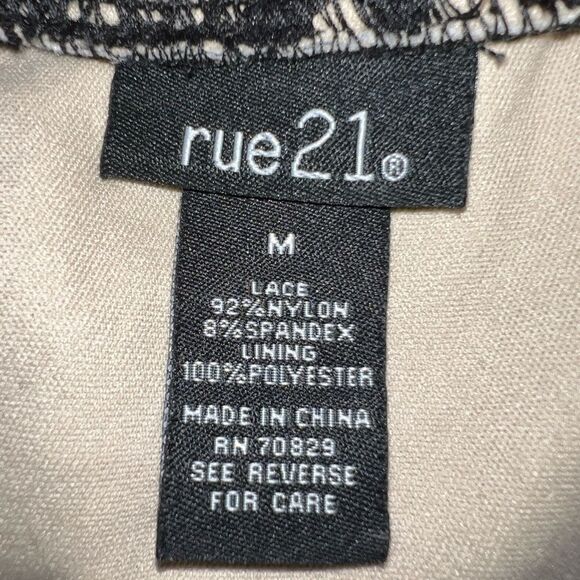 rue21®
M
LACE
92%NYLON
8%SPANDEX
LINING
100%POLYESTER
MADE IN CHINA
RN 70829
SEE REVERSE
FOR CARE